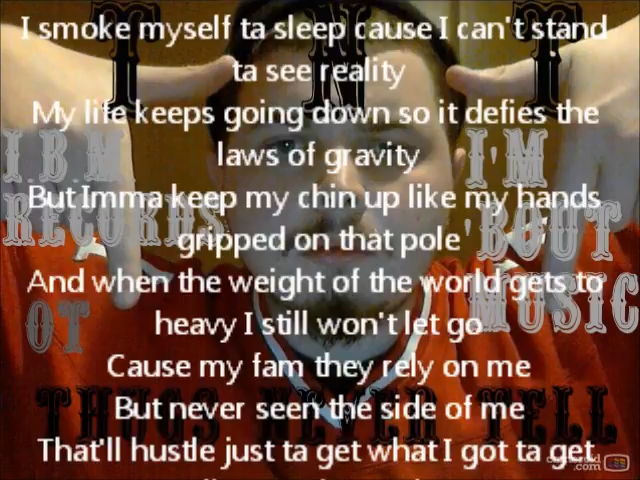 I smoke myself ta sleep cause I can't stand
ta see reality
My life keeps going down so it defies the
laws of gravity
But Imma keep my chin up like my hands
gripped on that pole
And when the weight of the world gets to
heavy I still won't let go
Cause my fam they rely on me
But never seen the side of me
That'll hustle just ta get what I got ta get
T N T
IBM
RECORDS
OT
I'M
'BOUT
MUSIC
THUGS NEVER TELL